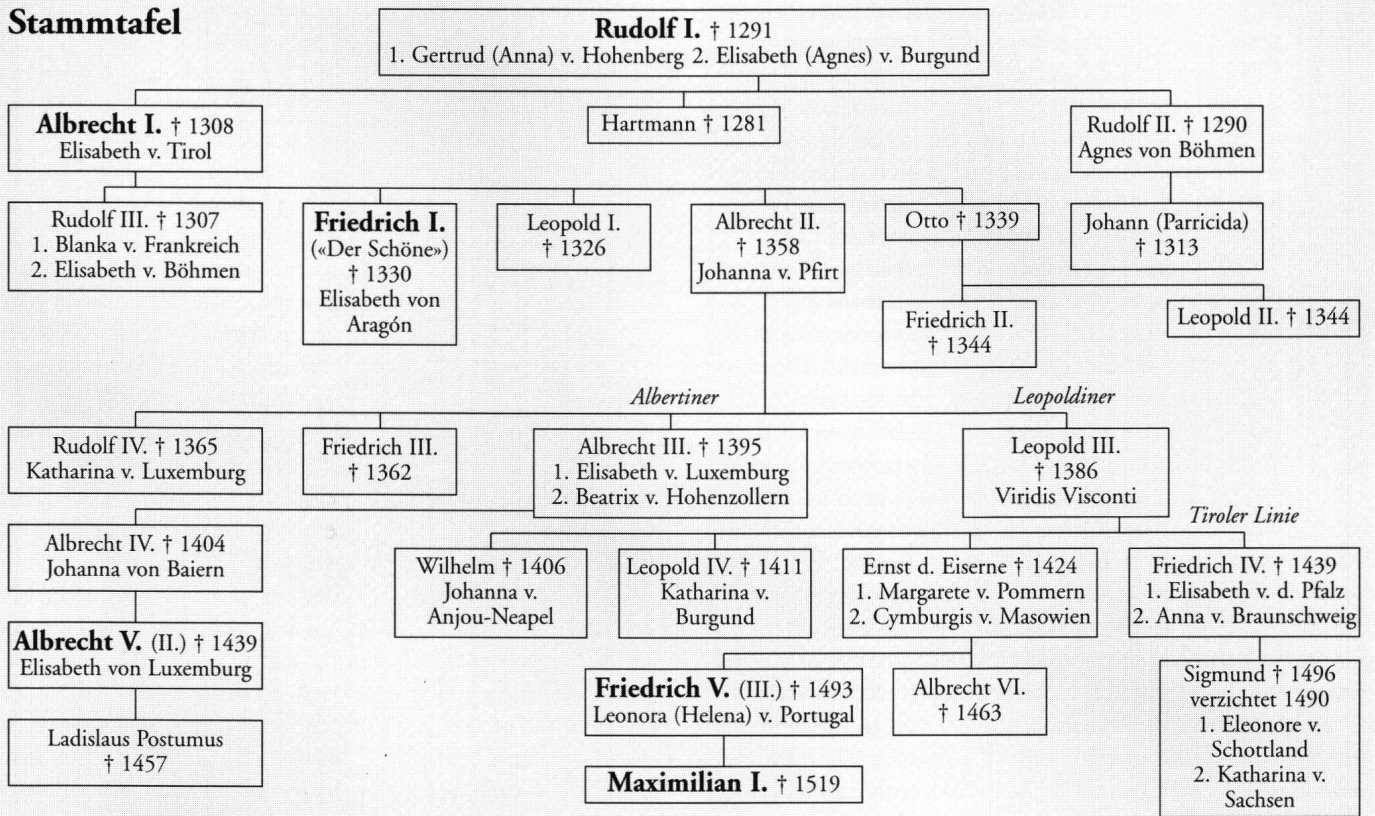 Stammtafel
Rudolf I. † 1291
1. Gertrud (Anna) v. Hohenberg 2. Elisabeth (Agnes) v. Burgund
Albrecht I. † 1308
Elisabeth v. Tirol
Hartmann † 1281
Rudolf II. † 1290
Agnes von Böhmen
Rudolf III. † 1307
1. Blanka v. Frankreich
2. Elisabeth v. Böhmen
Friedrich I.
(«Der Schöne»)
† 1330
Elisabeth von
Aragón
Leopold I.
† 1326
Albrecht II.
† 1358
Johanna v. Pfirt
Otto † 1339
Johann (Parricida)
† 1313
Friedrich II.
† 1344
Leopold II. † 1344
Albertiner
Leopoldiner
Rudolf IV. † 1365
Katharina v. Luxemburg
Friedrich III.
† 1362
Albrecht III. † 1395
1. Elisabeth v. Luxemburg
2. Beatrix v. Hohenzollern
Leopold III.
† 1386
Viridis Visconti
Tiroler Linie
Albrecht IV. † 1404
Johanna von Baiern
Wilhelm † 1406
Johanna v.
Anjou-Neapel
Leopold IV. † 1411
Katharina v.
Burgund
Ernst d. Eiserne † 1424
1. Margarete v. Pommern
2. Cymburgis v. Masowien
Friedrich IV. † 1439
1. Elisabeth v. d. Pfalz
2. Anna v. Braunschweig
Albrecht V. (II.) † 1439
Elisabeth von Luxemburg
Friedrich V. (III.) † 1493
Leonora (Helena) v. Portugal
Albrecht VI.
† 1463
Sigmund † 1496
verzichtet 1490
1. Eleonore v.
Schottland
2. Katharina v.
Sachsen
Ladislaus Postumus
† 1457
Maximilian I. † 1519